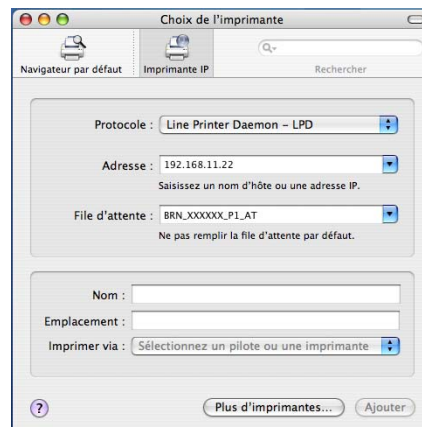 Choix de l'imprimante
Navigateur par défaut
Imprimante IP
Rechercher
Protocole : Line Printer Daemon – LPD
Adresse : 192.168.11.22
Saisissez un nom d'hôte ou une adresse IP.
File d'attente : BRN_XXXXXX_P1_AT
Ne pas remplir la file d'attente par défaut.
Nom :
Emplacement :
Imprimer via : Sélectionnez un pilote ou une imprimante
? Plus d'imprimantes... Ajouter